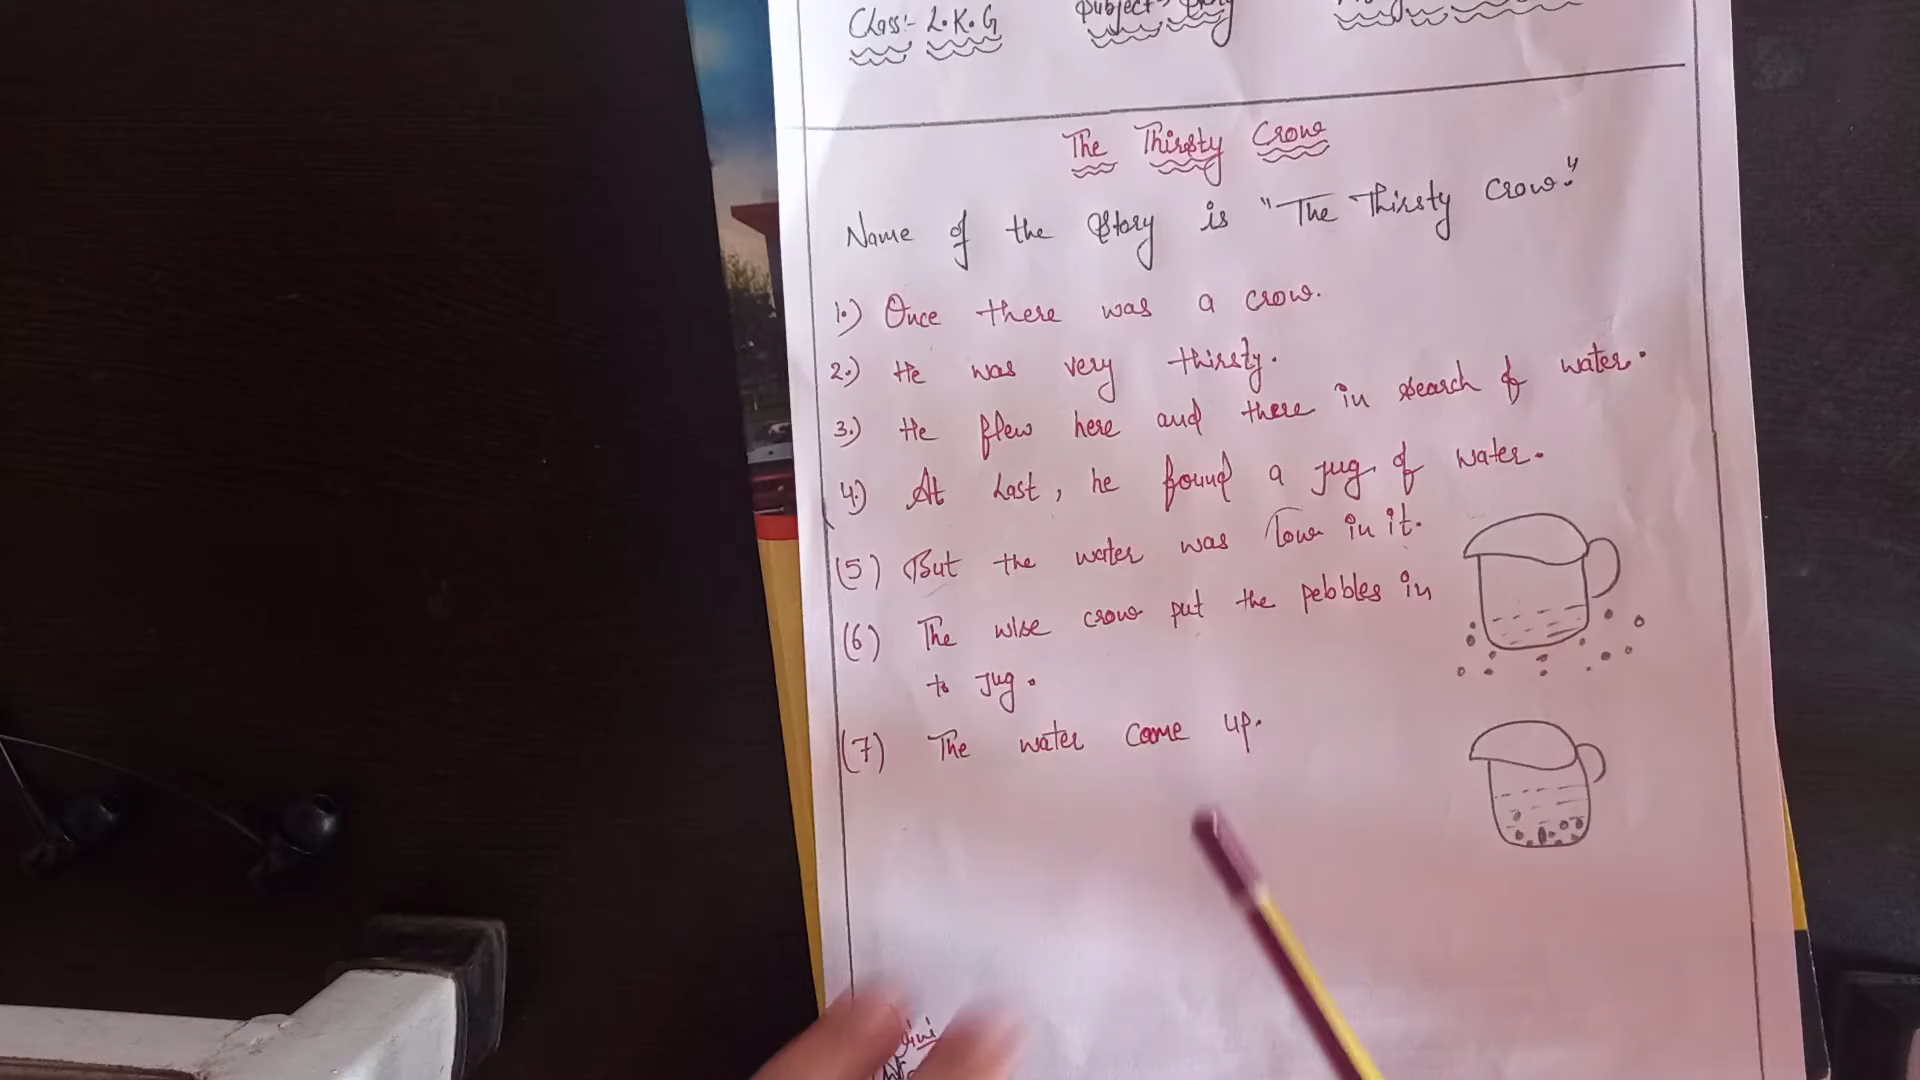 Class:- L.K.G Subject:- Story
The Thirsty Crow
Name of the Story is "The Thirsty Crow."
1.) Once there was a crow.
2.) He was very thirsty.
3.) He flew here and there in search of water.
4.) At Last, he found a jug of water.
(5) But the water was low in it.
(6) The wise crow put the pebbles in
to Jug.
(7) The water came up.